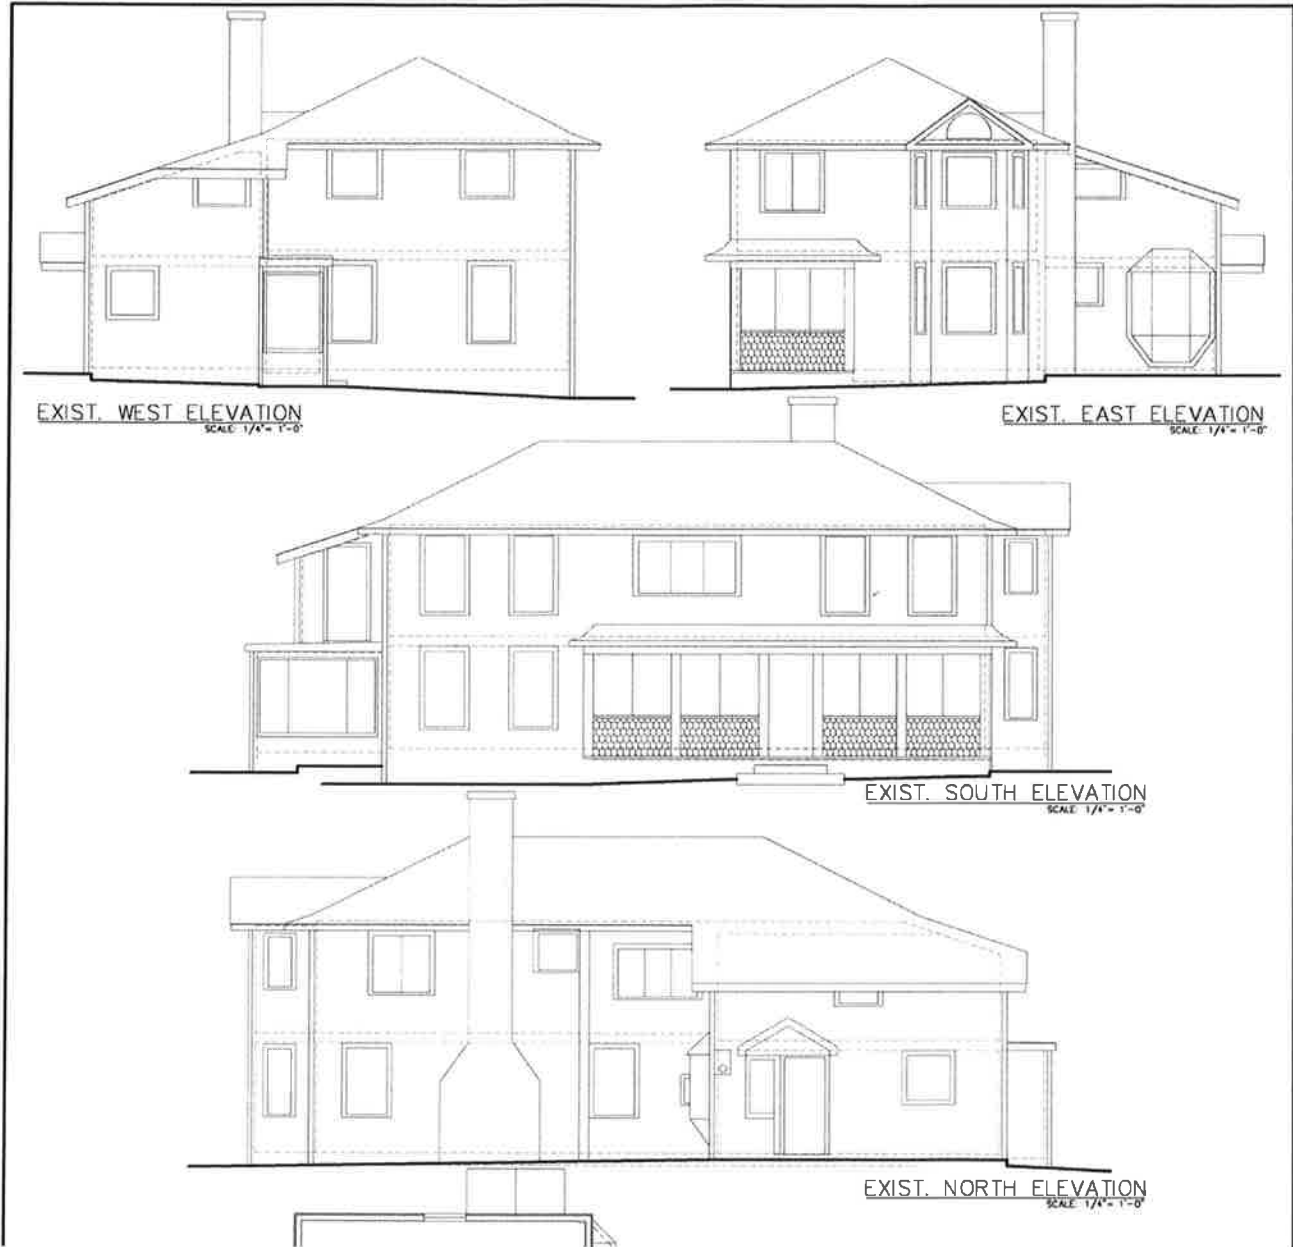 EXIST. WEST ELEVATION
SCALE: 1/4"= 1'-0"
EXIST. EAST ELEVATION
SCALE: 1/4"= 1'-0"
EXIST. SOUTH ELEVATION
SCALE: 1/4"= 1'-0"
EXIST. NORTH ELEVATION
SCALE: 1/4"= 1'-0"